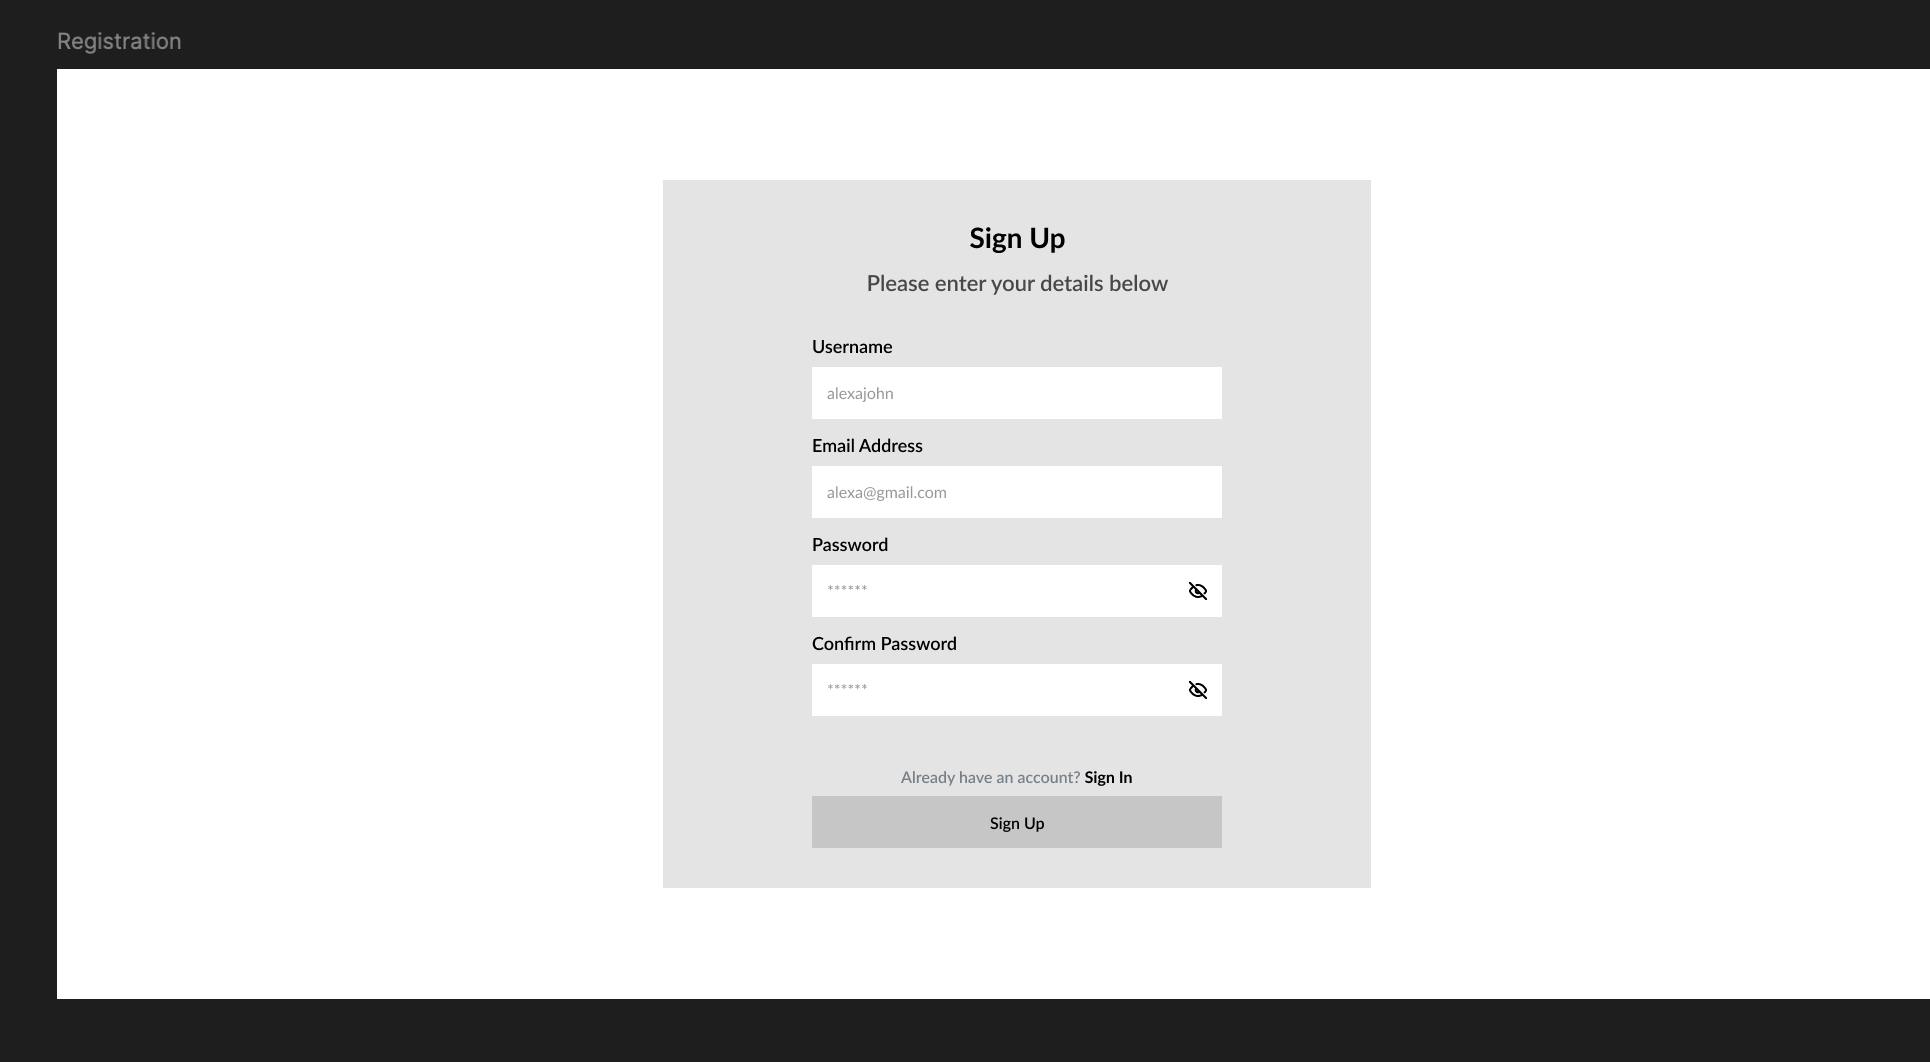 Registration
Sign Up
Please enter your details below
Username
alexajohn
Email Address
alexa@gmail.com
Password
******
Confirm Password
******
Already have an account? Sign In
Sign Up